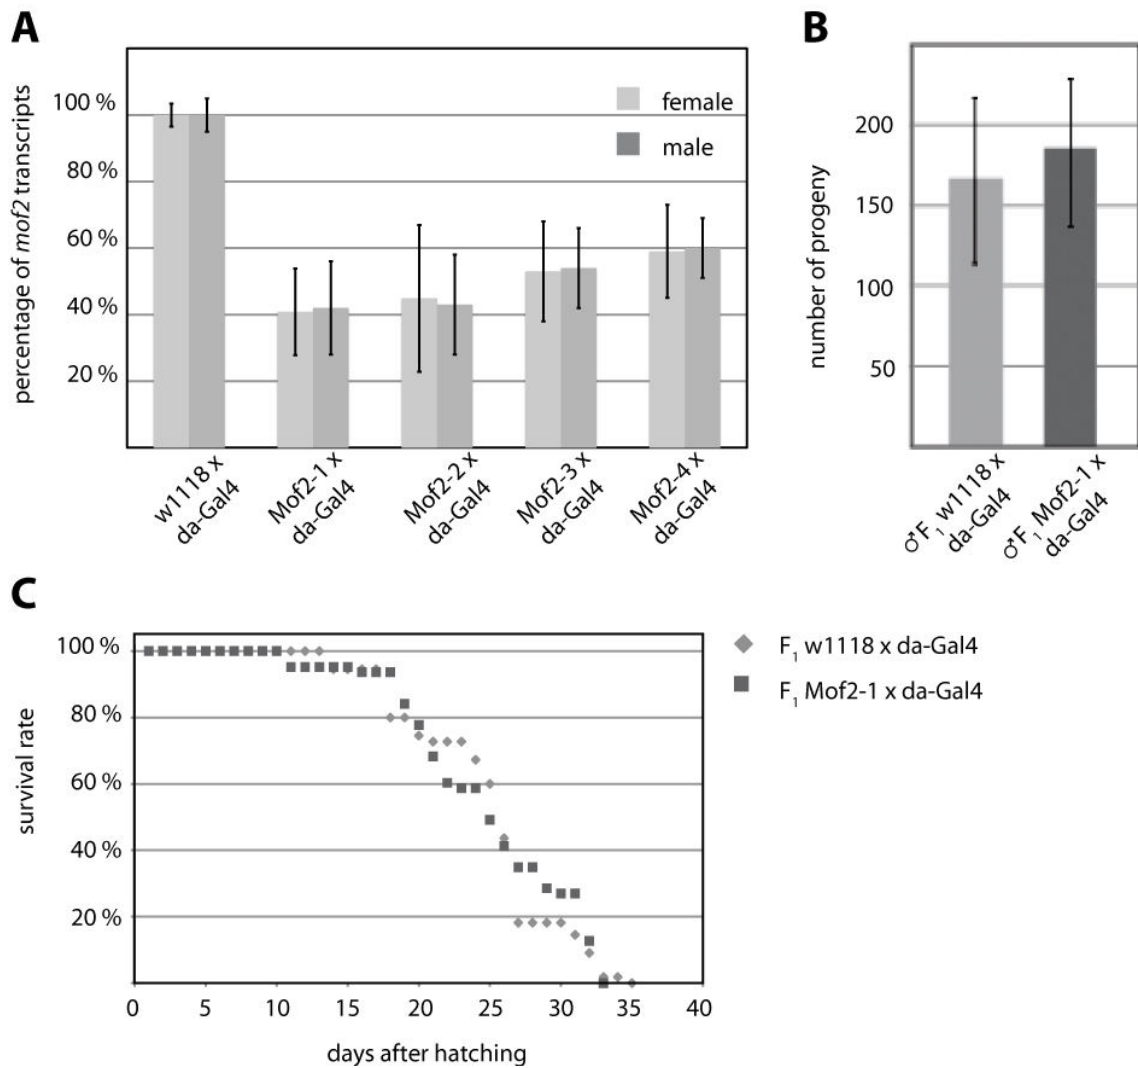 A
percentage of mof2 transcripts
100 %
80 %
60 %
40 %
20 %
female
male
w1118 x
da-Gal4
Mof2-1 x
da-Gal4
Mof2-2 x
da-Gal4
Mof2-3 x
da-Gal4
Mof2-4 x
da-Gal4
B
number of progeny
200
150
100
50
♂F₁ w1118 x
da-Gal4
♂F₁ Mof2-1 x
da-Gal4
C
survival rate
100 %
80 %
60 %
40 %
20 %
0 5 10 15 20 25 30 35 40
days after hatching
F₁ w1118 x da-Gal4
F₁ Mof2-1 x da-Gal4